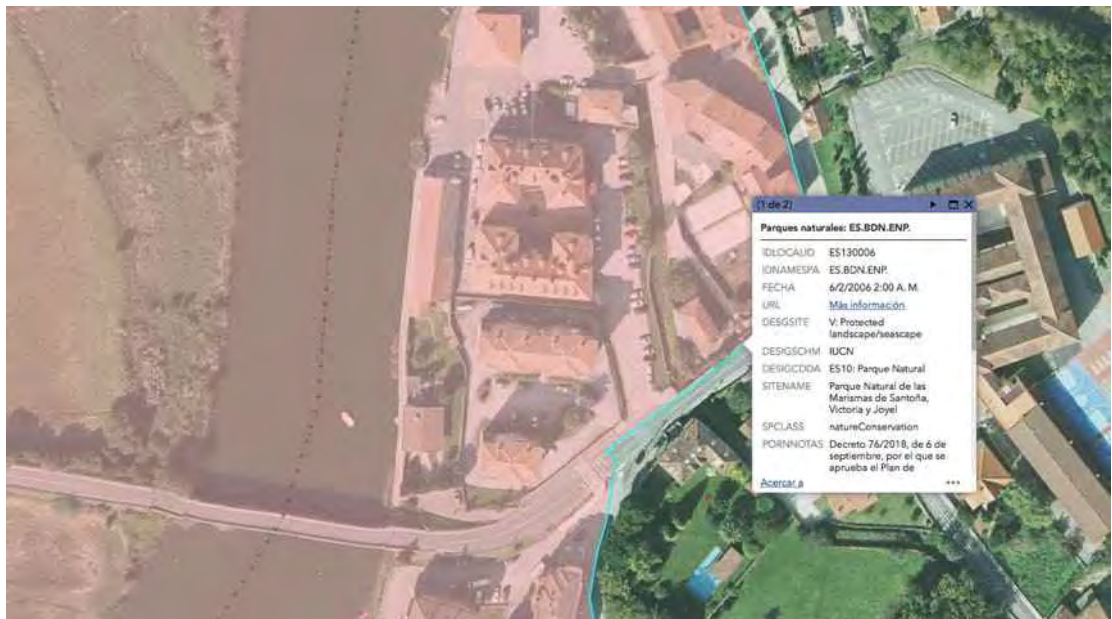 (1 de 2)
Parques naturales: ES.BDN.ENP.
IDLOCALID ES130006
IDNAMESPA ES.BDN.ENP.
FECHA 6/2/2006 2:00 A. M.
URL Más información
DESGSITE V: Protected
landscape/seascape
DESIGSCHM IUCN
DESIGCDDA ES10: Parque Natural
SITENAME Parque Natural de las
Marismas de Santoña,
Victoria y Joyel
SPCLASS natureConservation
PORNNOTAS Decreto 76/2018, de 6 de
septiembre, por el que se
aprueba el Plan de
Acercar a